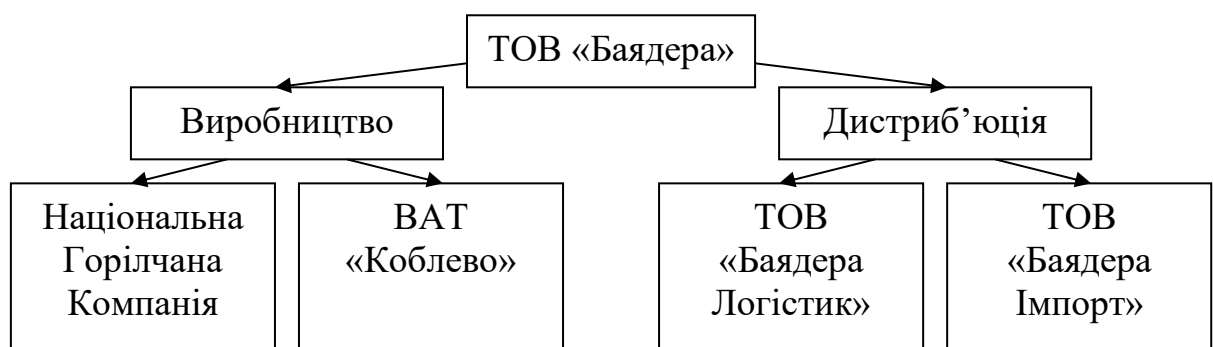 ТОВ «Баядера»
Виробництво
Дистриб’юція
Національна
Горілчана
Компанія
ВАТ
«Коблево»
ТОВ
«Баядера
Логістик»
ТОВ
«Баядера
Імпорт»